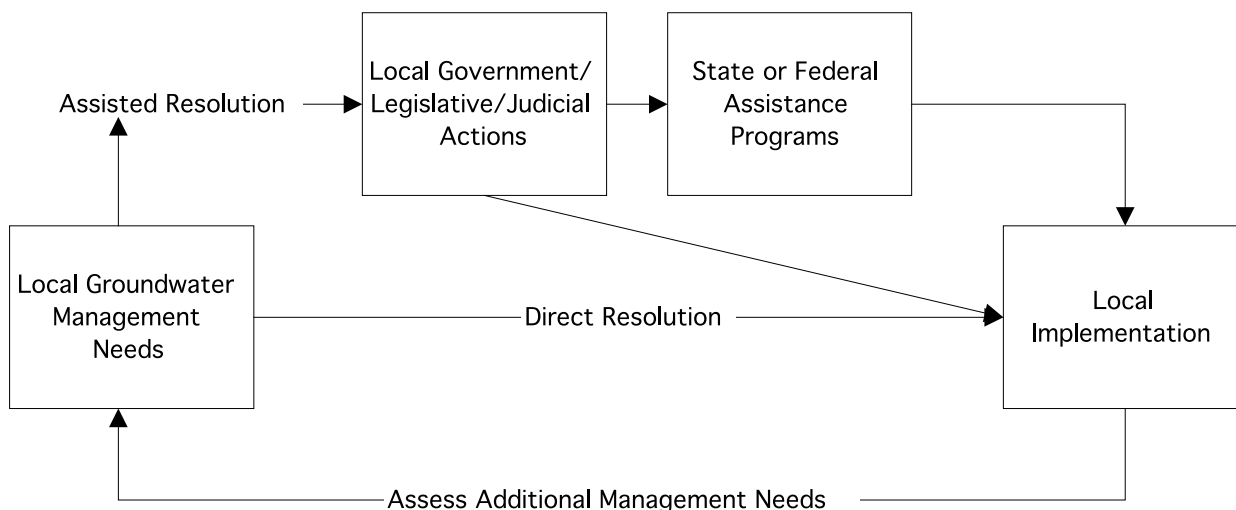 Assisted Resolution
Local Government/
Legislative/Judicial
Actions
State or Federal
Assistance
Programs
Local Groundwater
Management
Needs
Direct Resolution
Local
Implementation
Assess Additional Management Needs